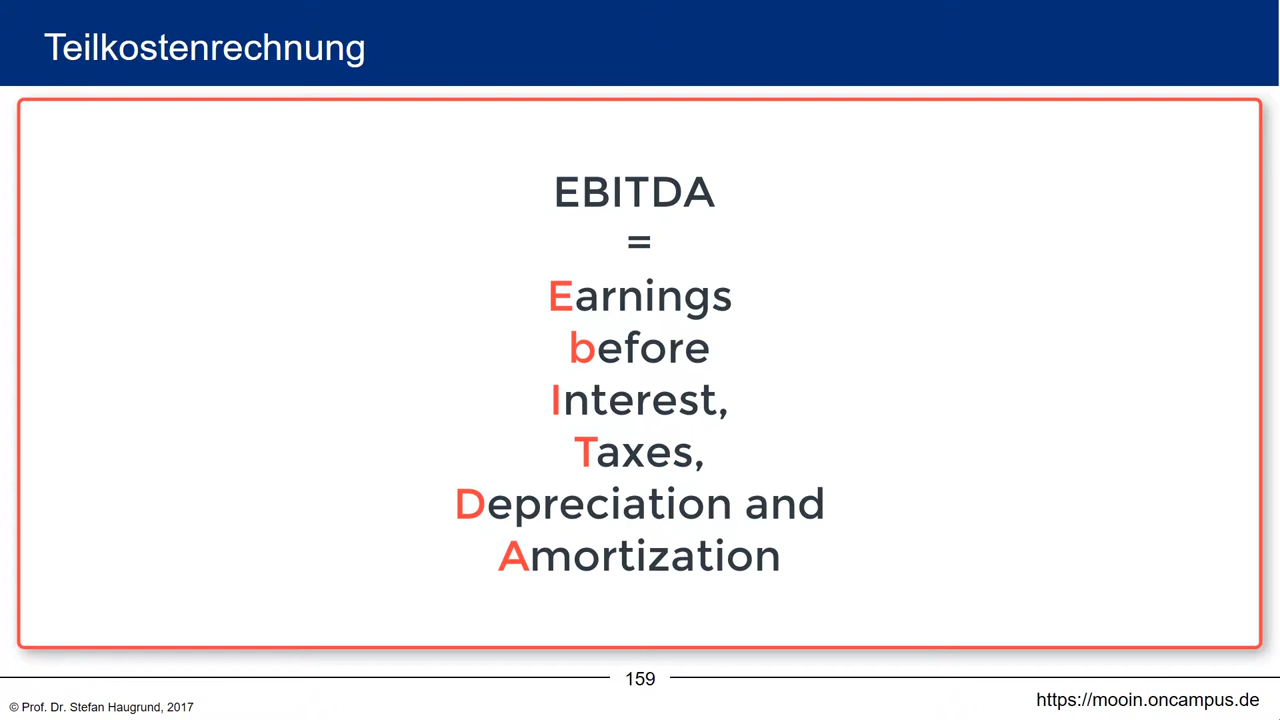 Teilkostenrechnung
EBITDA
=
Earnings
before
Interest,
Taxes,
Depreciation and
Amortization
159
© Prof. Dr. Stefan Haugrund, 2017
https://mooin.oncampus.de